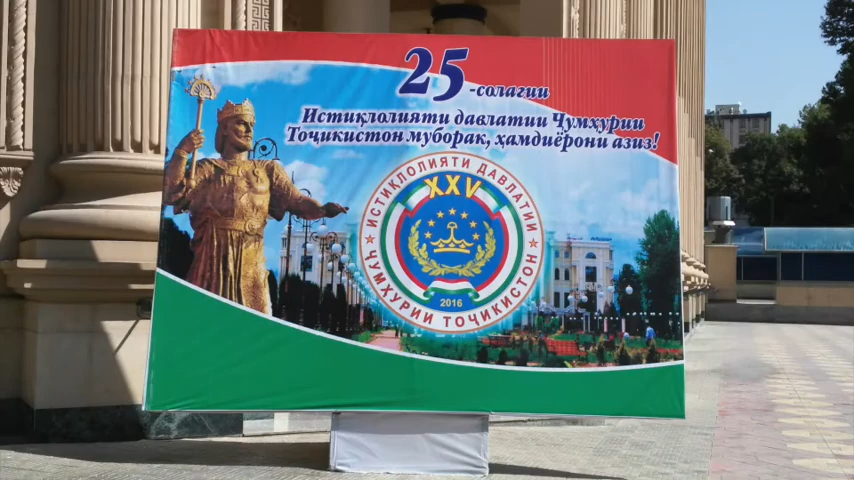 25-солагии
Истиқлолияти давлатии Ҷумҳурии
Тоҷикистон муборак, ҳамдиёрони азиз!
ИСТИҚЛОЛИЯТИ ДАВЛАТИИ
XXV
2016
ҶУМҲУРИИ ТОҶИКИСТОН